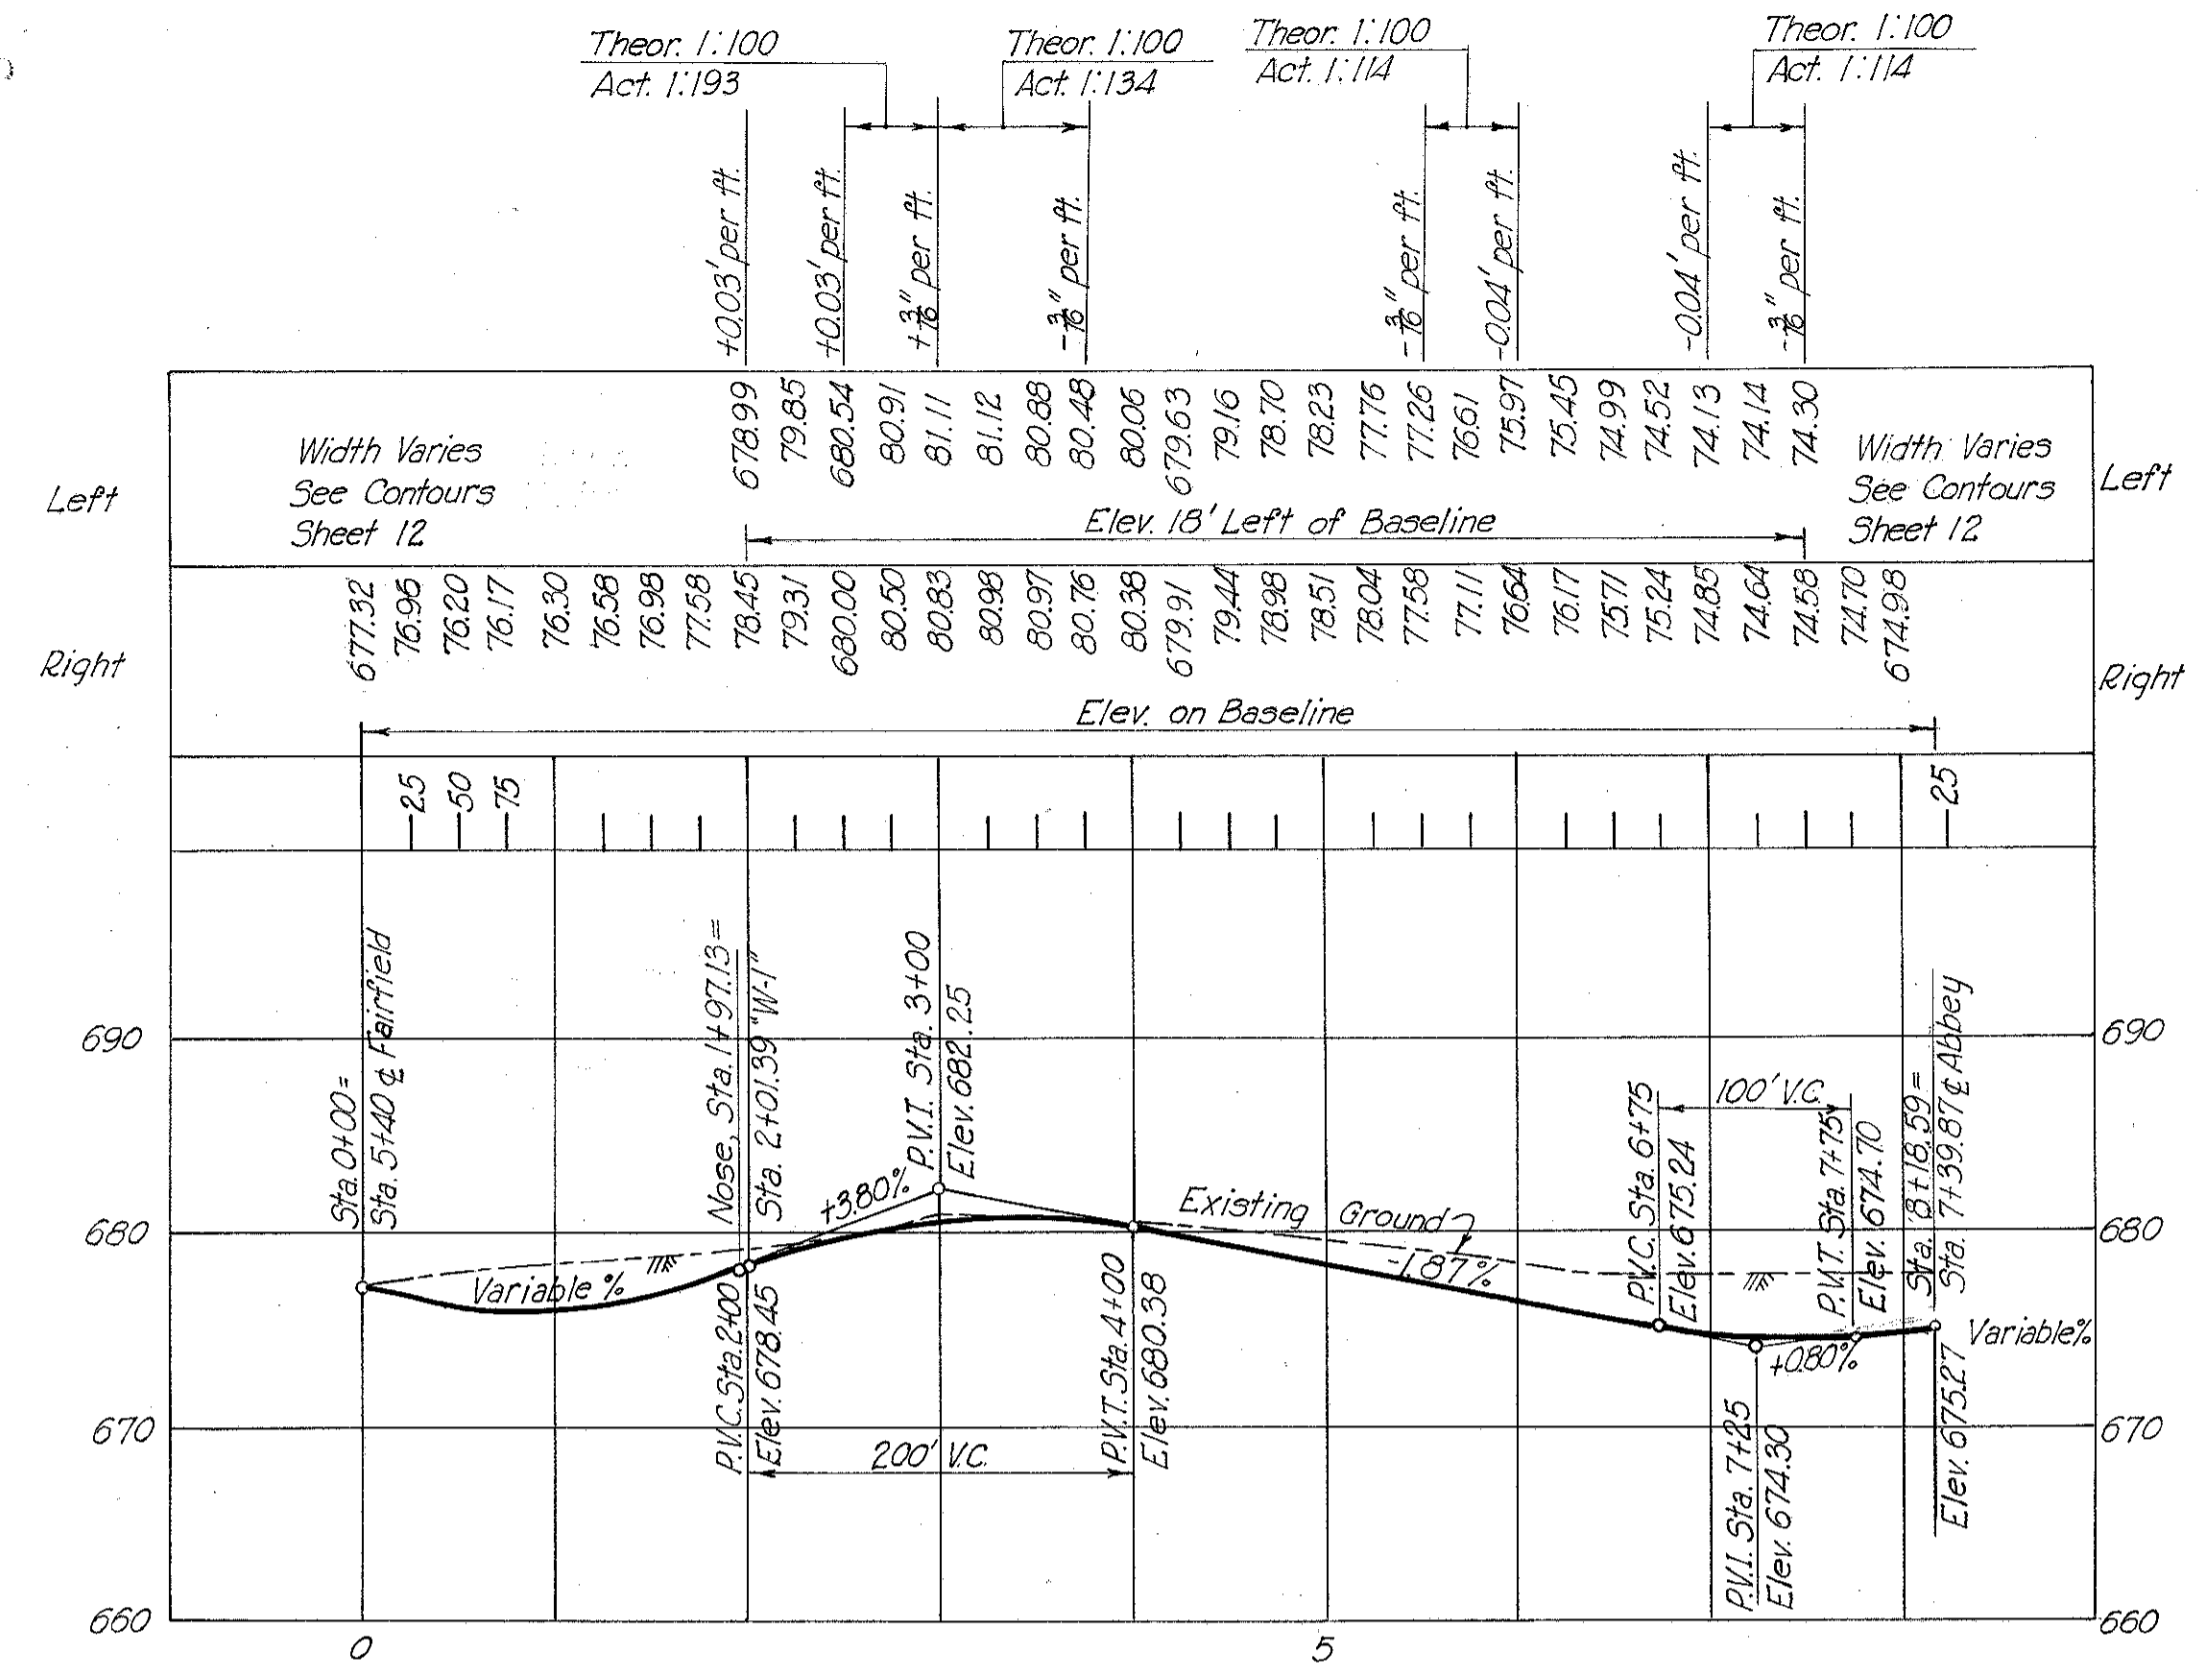 Theor. 1:100
Act. 1:193
Theor. 1:100
Act. 1:134
Theor. 1:100
Act. 1:114
Theor. 1:100
Act. 1:114
+0.03' per ft.
+0.03' per ft.
+3/16" per ft.
-3/16" per ft.
-3/16" per ft.
-0.04' per ft.
-0.04' per ft.
-3/16" per ft.
Left
Width Varies
See Contours
Sheet 12
678.99 79.85 680.54 80.91 81.11 81.12 80.88 80.48 80.06 679.63 79.16 78.70 78.23 77.76 77.26 76.61 75.97 75.45 74.99 74.52 74.13 74.14 74.30
Elev. 18' Left of Baseline
Width Varies
See Contours
Sheet 12
Left
Right
677.32 76.96 76.20 76.17 76.30 76.58 76.98 77.58 78.45 79.31 680.00 80.50 80.83 80.98 80.97 80.76 80.38 679.91 79.44 78.98 78.51 78.04 77.58 77.11 76.64 76.17 75.71 75.24 74.85 74.64 74.58 74.70 674.98
Right
Elev. on Baseline
25 50 75 25
690
680
670
660
690
680
670
660
Sta. 0+00=
Sta. 5+40 ℄ Fairfield
Variable %
Nose, Sta. 1+97.13=
Sta. 2+01.39 "W-1"
P.V.C. Sta. 2+00
Elev. 678.45
+3.80%
P.V.I. Sta. 3+00
Elev. 682.25
200' V.C.
P.V.T. Sta. 4+00
Elev. 680.38
Existing Ground
-1.87%
P.V.C. Sta. 6+75
Elev. 675.24
100' V.C.
P.V.I. Sta. 7+25
Elev. 674.30
+0.80%
P.V.T. Sta. 7+75
Elev. 674.70
Sta. 8+18.59=
Sta. 7+39.87 ℄ Abbey
Elev. 675.27
Variable%
0 5